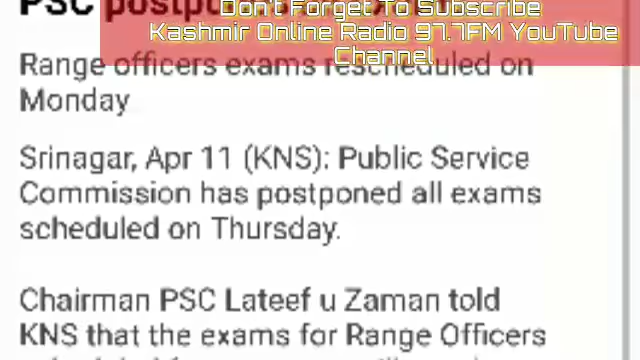 PSC
Don't Forget To Subscribe
Kashmir Online Radio 97.7FM YouTube
Channel
Range officers exams rescheduled on
Monday
Srinagar, Apr 11 (KNS): Public Service
Commission has postponed all exams
scheduled on Thursday.
Chairman PSC Lateef u Zaman told
KNS that the exams for Range Officers